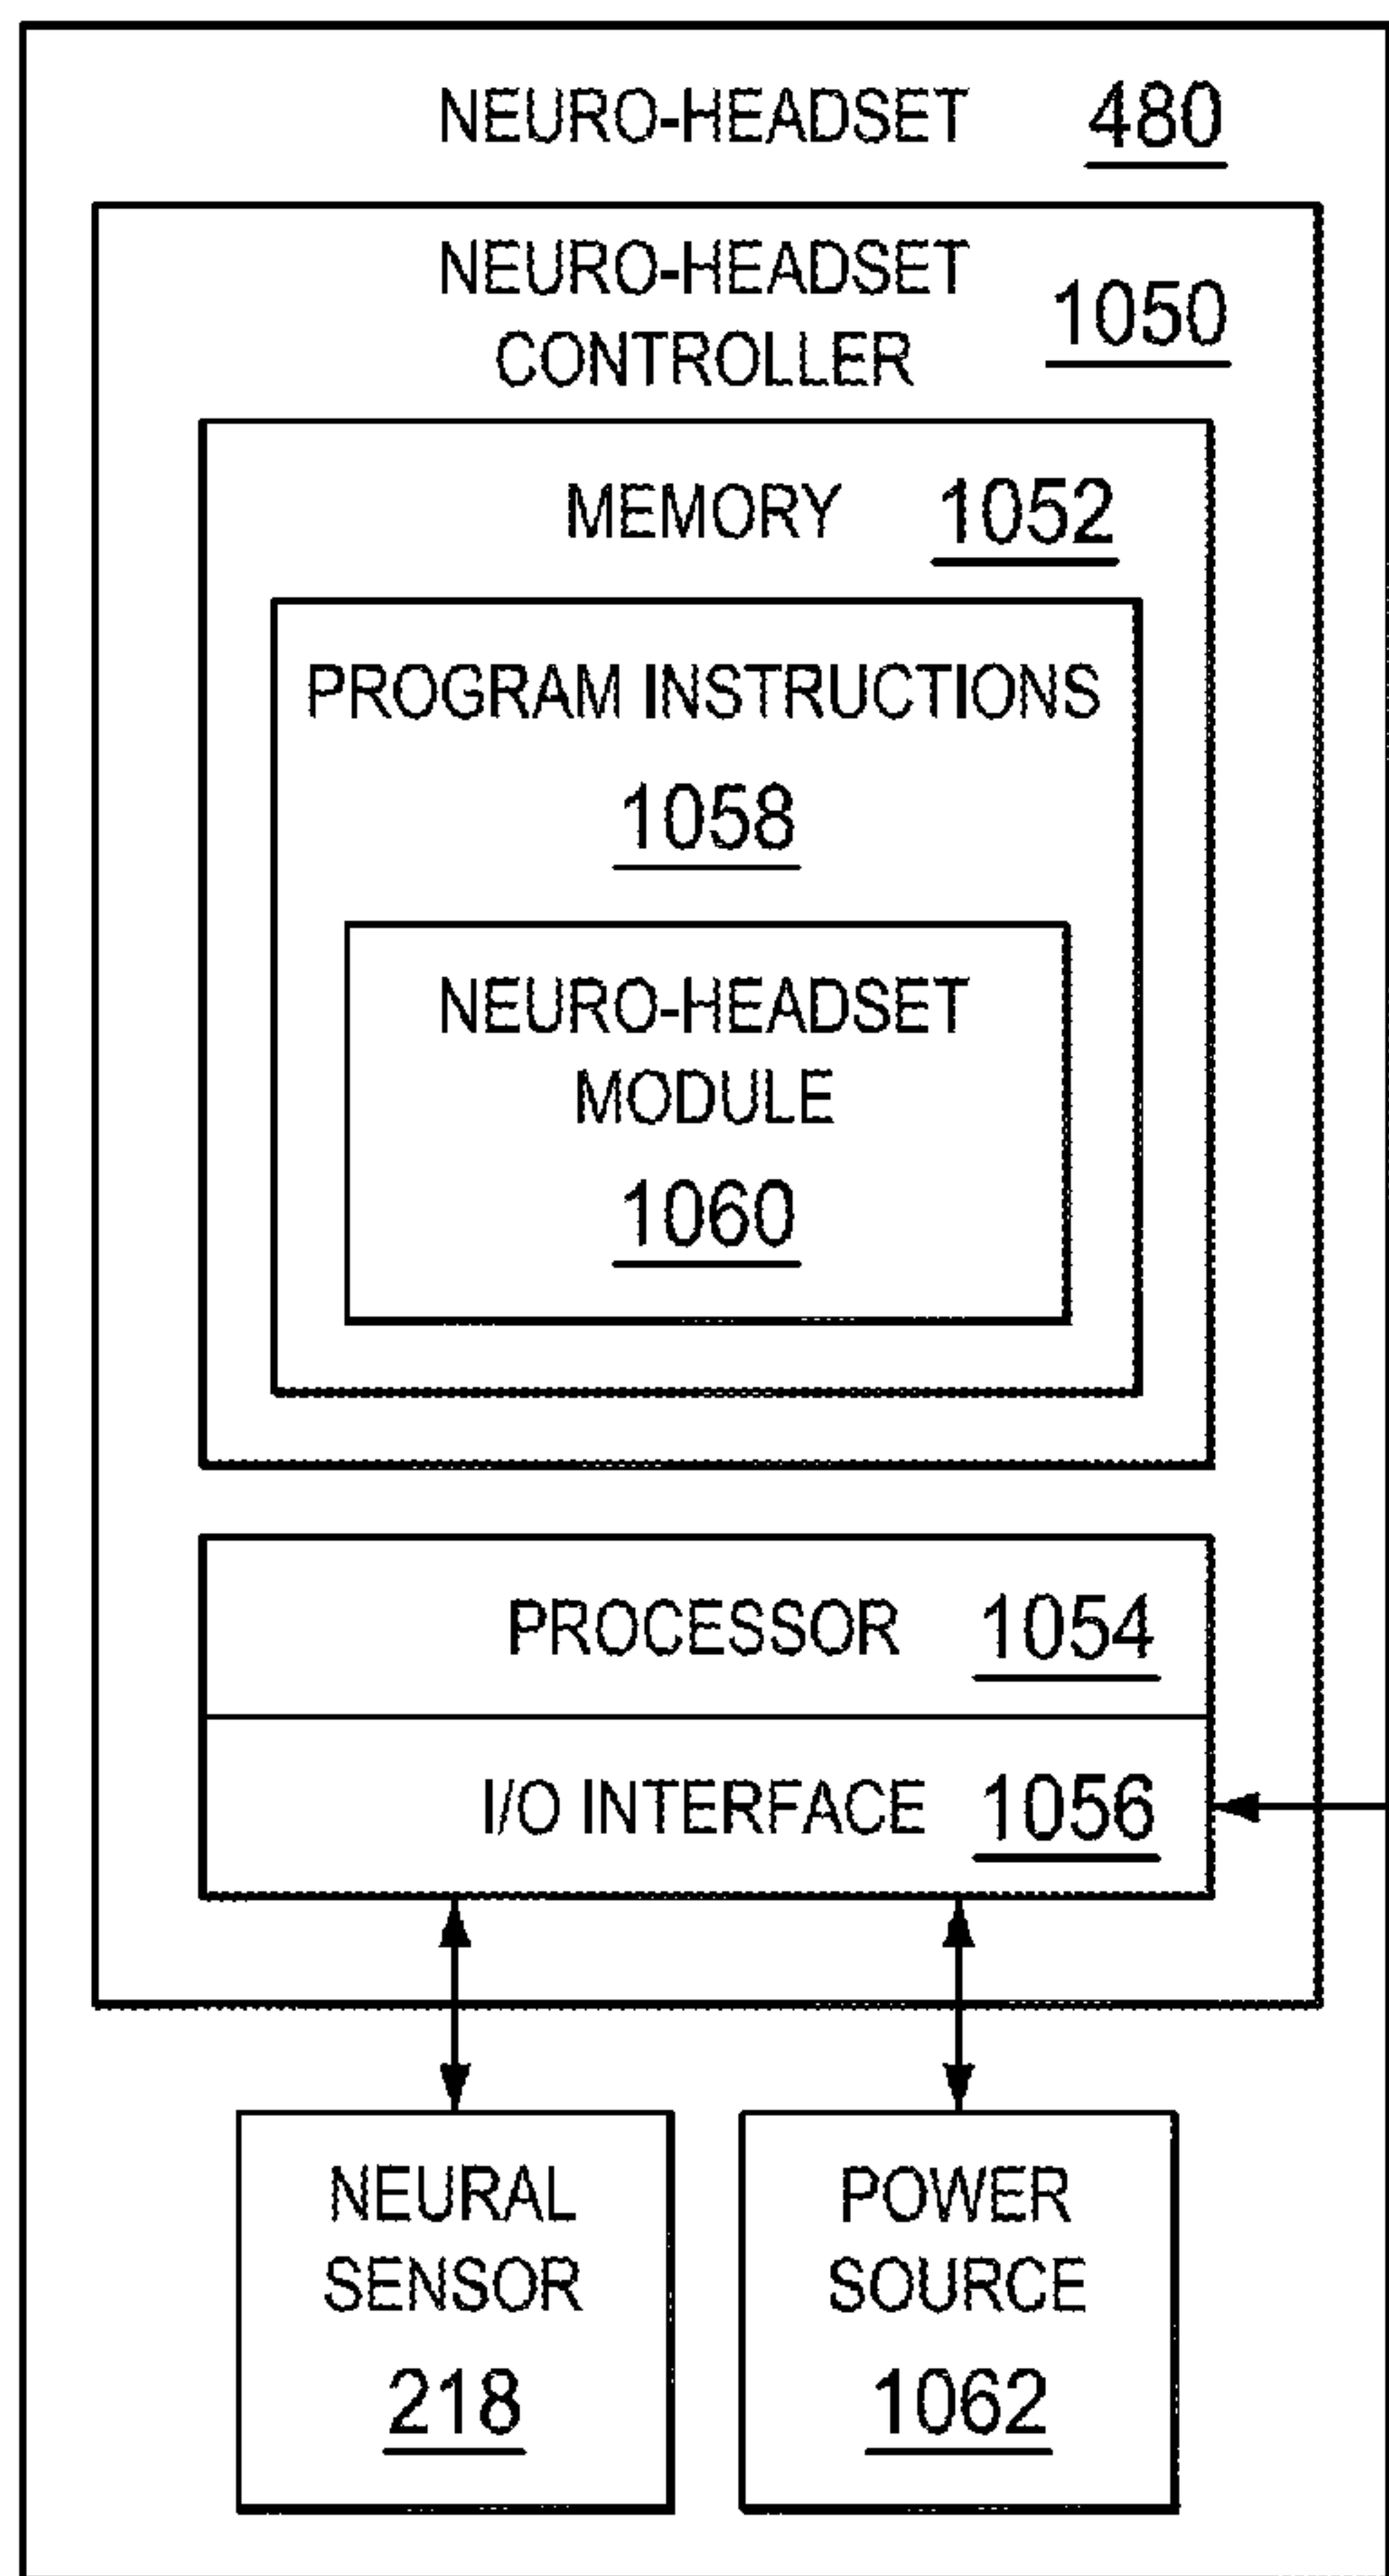 NEURO-HEADSET 480
NEURO-HEADSET
CONTROLLER 1050
MEMORY 1052
PROGRAM INSTRUCTIONS
1058
NEURO-HEADSET
MODULE
1060
PROCESSOR 1054
I/O INTERFACE 1056
NEURAL
SENSOR
218
POWER
SOURCE
1062